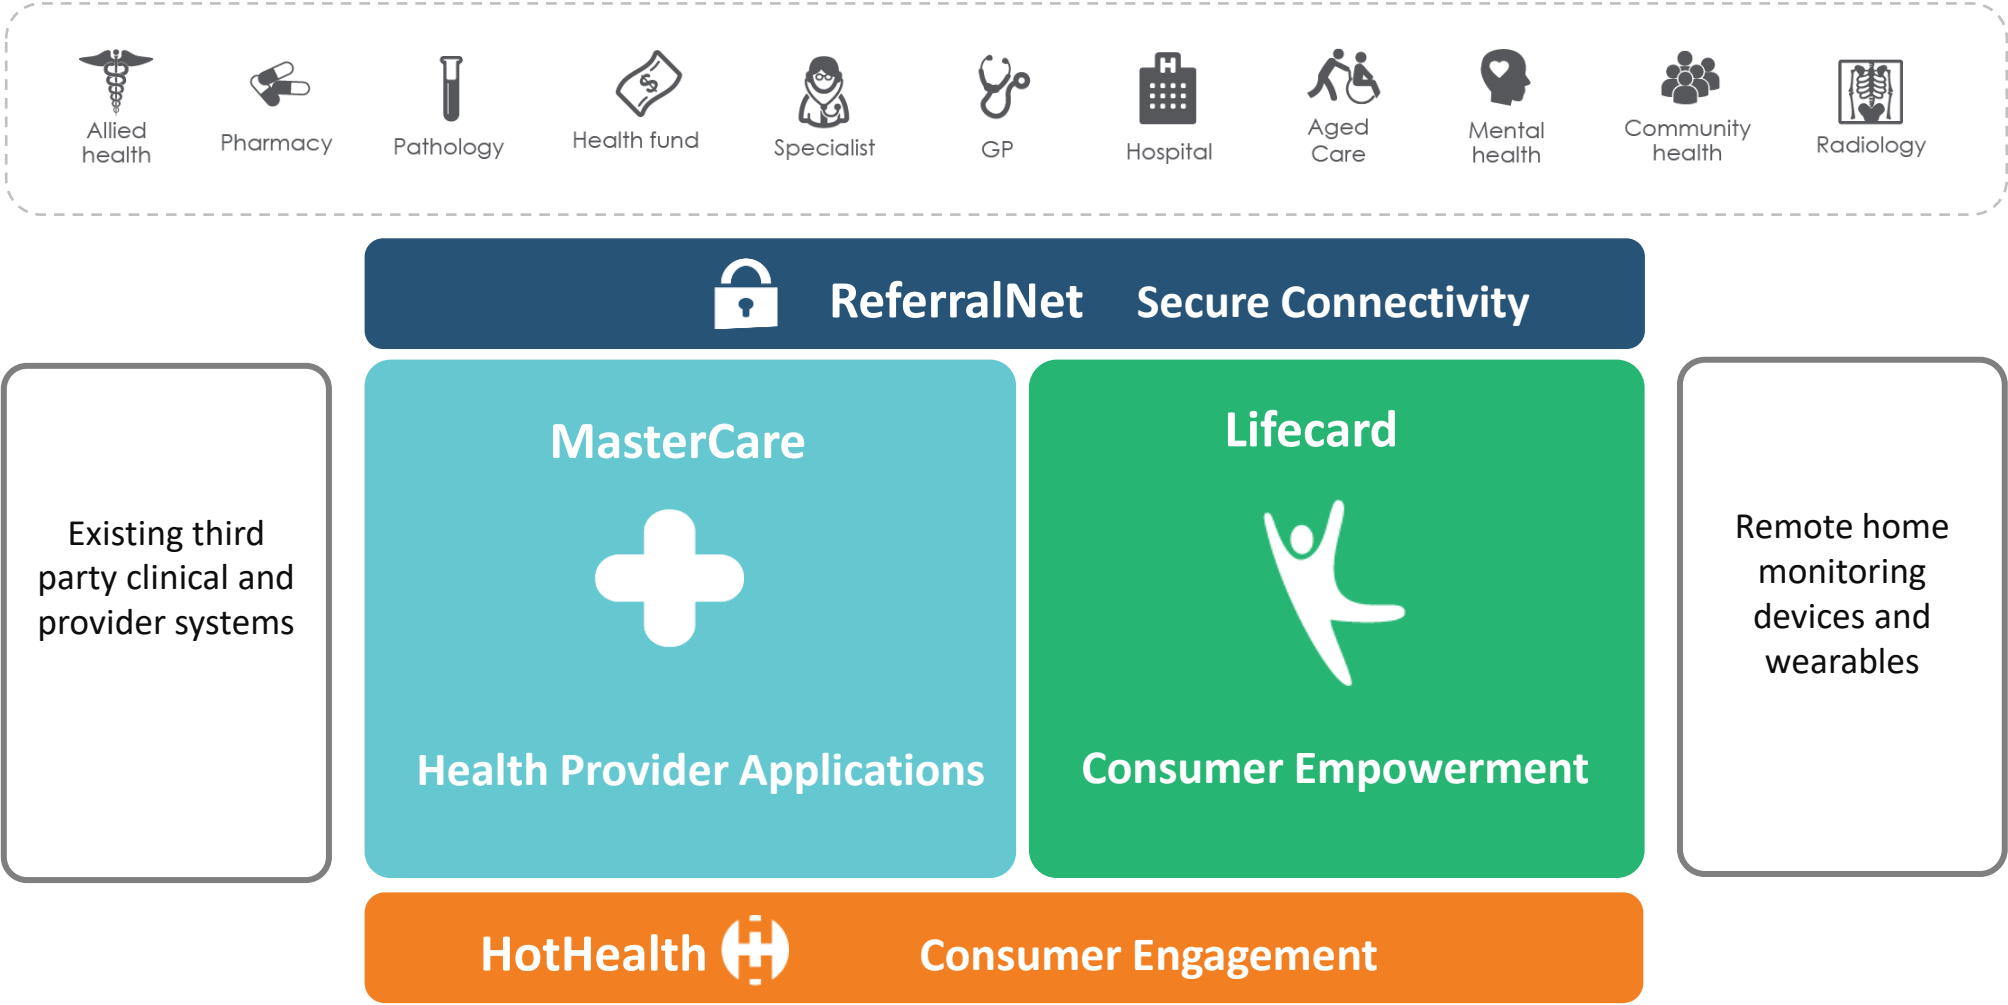 Allied
health
Pharmacy
Pathology
$
Health fund
Specialist
GP
H
Hospital
Aged
Care
Mental
health
Community
health
Radiology
ReferralNet Secure Connectivity
Existing third
party clinical and
provider systems
MasterCare
Health Provider Applications
Lifecard
Consumer Empowerment
Remote home
monitoring
devices and
wearables
HotHealth H Consumer Engagement